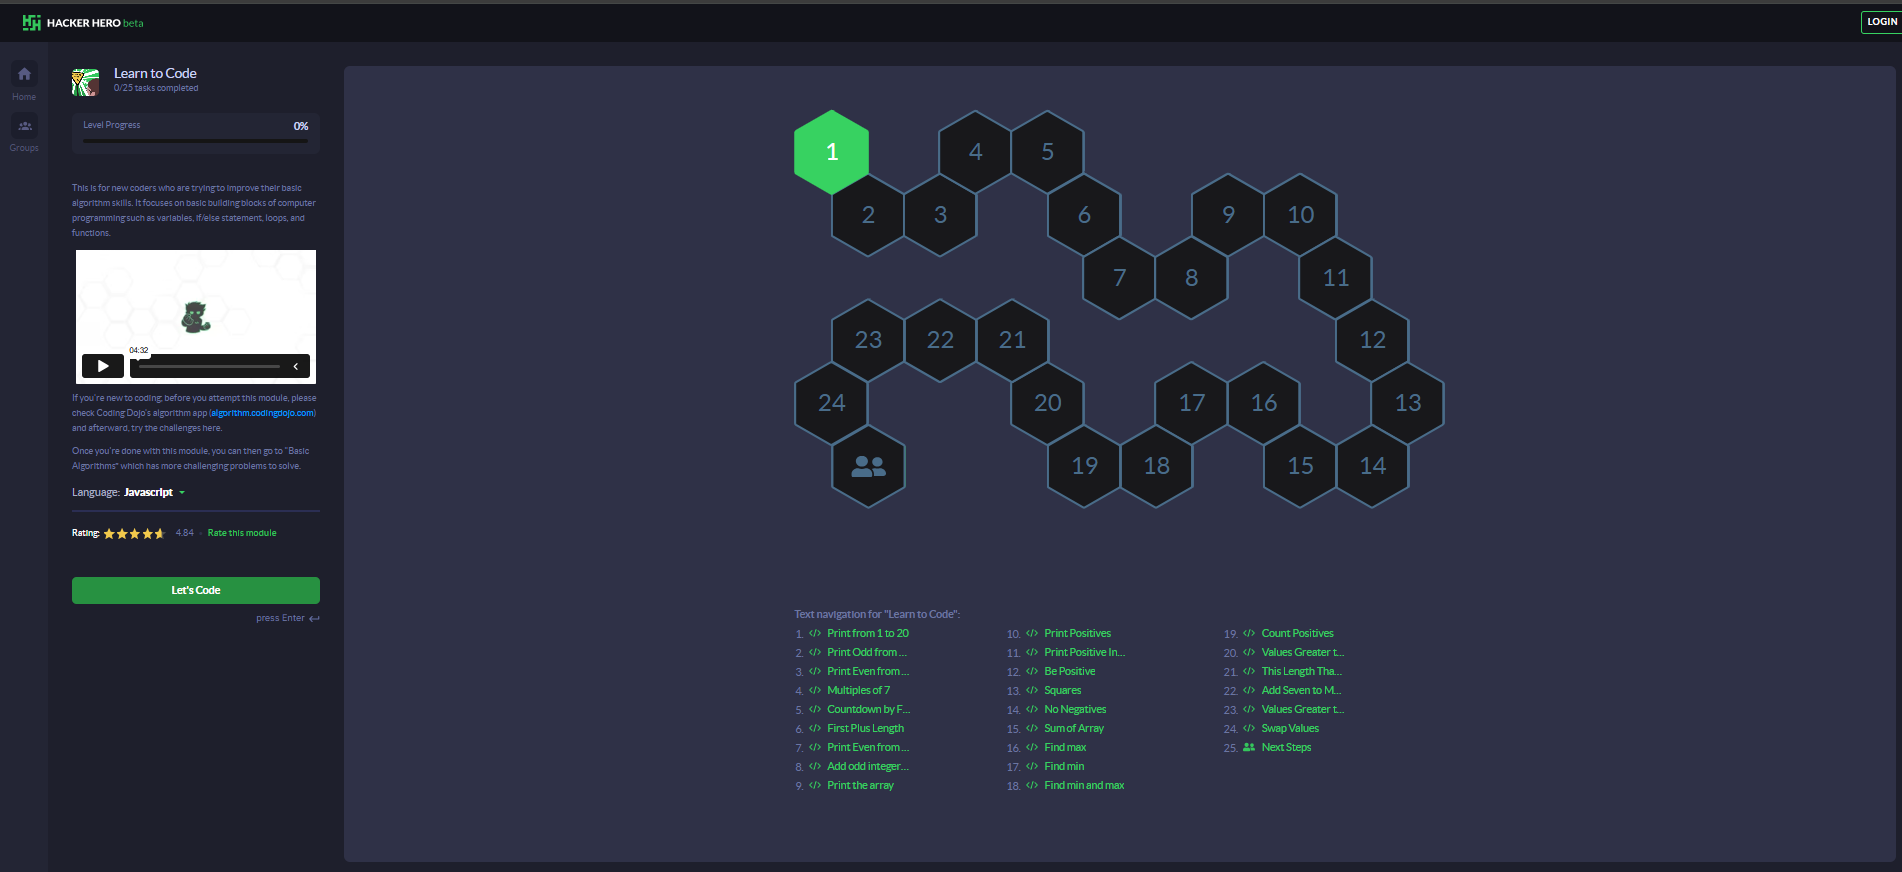 HACKER HERO beta
LOGIN
Home
Groups
Learn to Code
0/25 tasks completed
Level Progress
0%
This is for new coders who are trying to improve their basic
algorithm skills. It focuses on basic building blocks of computer
programming such as variables, if/else statement, loops, and
functions.
04:32
If you're new to coding; before you attempt this module, please
check Coding Dojo's algorithm app (algorithm.codingdojo.com)
and afterward, try the challenges here.
Once you're done with this module, you can then go to "Basic
Algorithms" which has more challenging problems to solve.
Language: Javascript
Rating:
4.84
Rate this module
Let's Code
press Enter
1
4
5
2
3
6
9
10
7
8
11
23
22
21
12
24
20
17
16
13
19
18
15
14
Text navigation for "Learn to Code":
1. </> Print from 1 to 20
2. </> Print Odd from ...
3. </> Print Even from ...
4. </> Multiples of 7
5. </> Countdown by F...
6. </> First Plus Length
7. </> Print Even from ...
8. </> Add odd integer...
9. </> Print the array
10. </> Print Positives
11. </> Print Positive In...
12. </> Be Positive
13. </> Squares
14. </> No Negatives
15. </> Sum of Array
16. </> Find max
17. </> Find min
18. </> Find min and max
19. </> Count Positives
20. </> Values Greater t...
21. </> This Length Tha...
22. </> Add Seven to M...
23. </> Values Greater t...
24. </> Swap Values
25. Next Steps